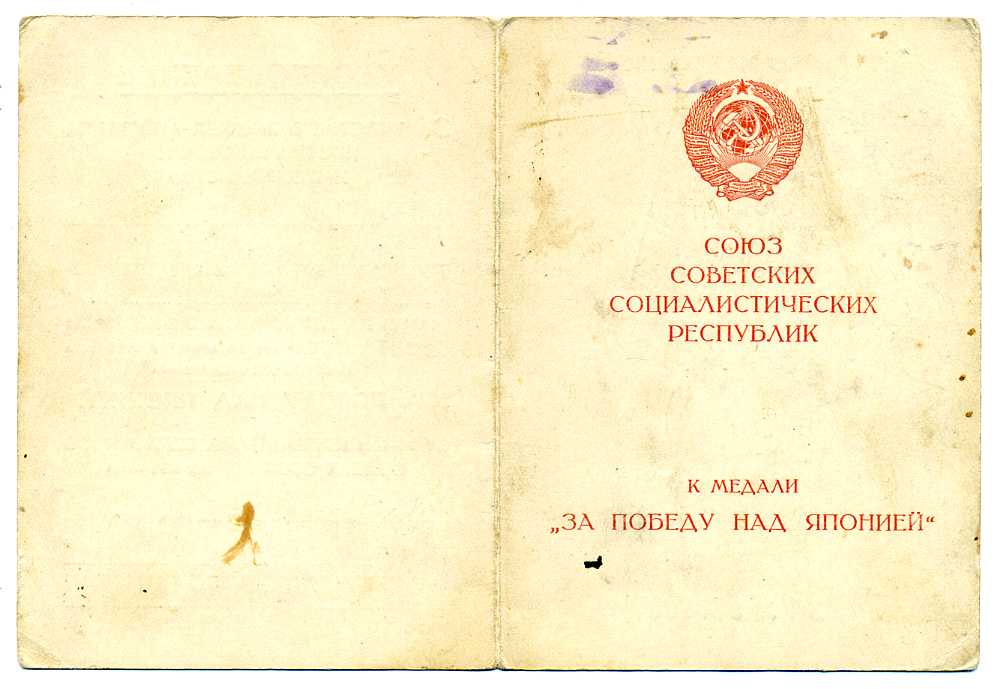 СОЮЗ
СОВЕТСКИХ
СОЦИАЛИСТИЧЕСКИХ
РЕСПУБЛИК
К МЕДАЛИ
„ЗА ПОБЕДУ НАД ЯПОНИЕЙ“